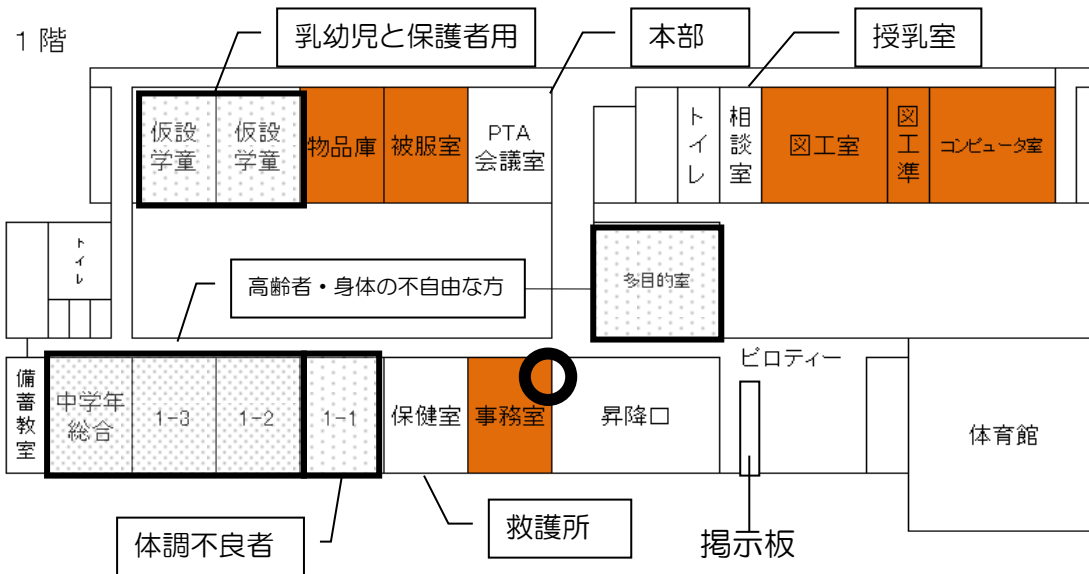 1階
乳幼児と保護者用
本部
授乳室
仮設
学童
仮設
学童
物品庫
被服室
PTA
会議室
トイレ
相談室
図工室
図工準
コンピュータ室
トイレ
高齢者・身体の不自由な方
多目的室
備蓄教室
中学年
総合
1-3
1-2
1-1
保健室
事務室
昇降口
ピロティー
体育館
体調不良者
救護所
掲示板